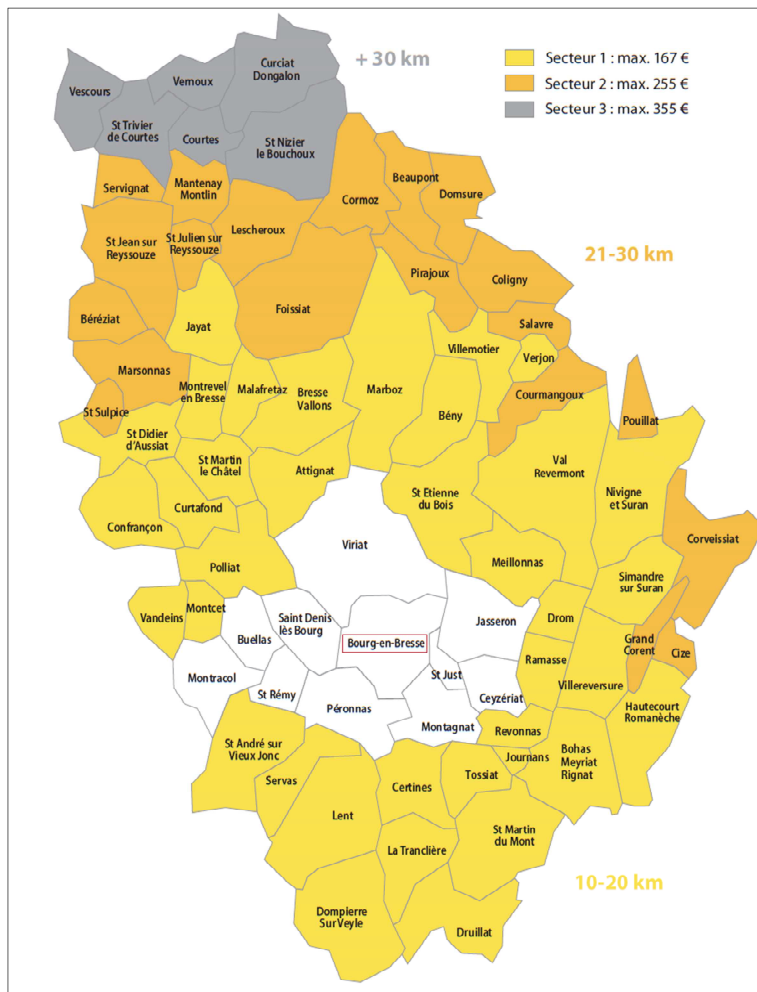 + 30 km
Secteur 1 : max. 167 €
Secteur 2 : max. 255 €
Secteur 3 : max. 355 €
Curciat
Dongalon
Vernoux
Vescours
St Trivier
de Courtes
Courtes
St Nizier
le Bouchoux
Servignat
Mantenay
Montlin
Cormoz
Beaupont
Domsure
St Jean sur
Reyssouze
St Julien sur
Reyssouze
Lescheroux
21-30 km
Pirajoux
Coligny
Béréziat
Jayat
Foissiat
Salavre
Villemotier
Verjon
Marsonnas
Montrevel
en Bresse
Malafretaz
Bresse
Vallons
Marboz
Bény
Courmangoux
St Sulpice
Pouillat
St Didier
d'Aussiat
St Martin
le Châtel
Attignat
Val
Revermont
St Etienne
du Bois
Nivigne
et Suran
Confrançon
Curtafond
Viriat
Corveissiat
Polliat
Meillonnas
Simandre
sur Suran
Vandeins
Montcet
Buellas
Saint Denis
lès Bourg
Bourg-en-Bresse
Jasseron
Drom
Grand
Corent
Cize
Ramasse
Montracol
St Rémy
St Just
Villereversure
Péronnas
Ceyzériat
Hautecourt
Romanèche
Montagnat
Revonnas
St André sur
Vieux Jonc
Journans
Bohas
Meyriat
Rignat
Servas
Certines
Tossiat
Lent
St Martin
du Mont
La Tranclière
10-20 km
Dompierre
Sur Veyle
Druillat